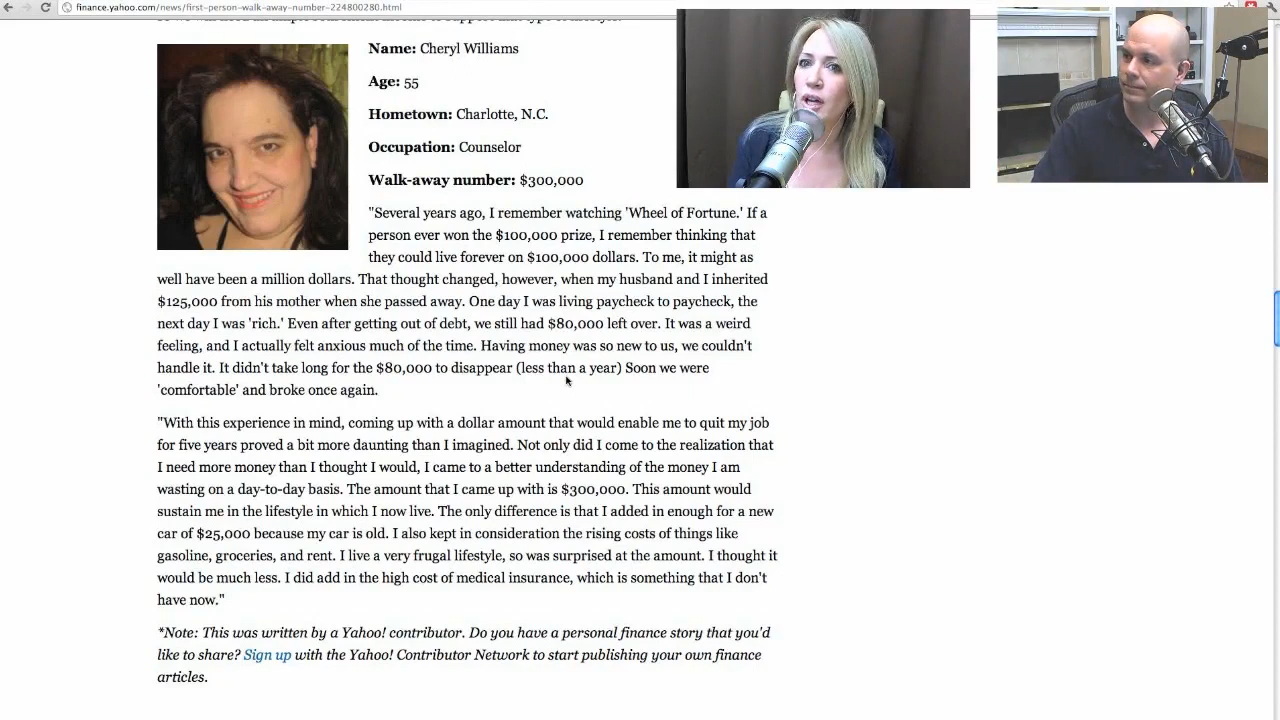 finance.yahoo.com/news/first-person-walk-away-number-224800280.html
Name: Cheryl Williams
Age: 55
Hometown: Charlotte, N.C.
Occupation: Counselor
Walk-away number: $300,000
"Several years ago, I remember watching 'Wheel of Fortune.' If a
person ever won the $100,000 prize, I remember thinking that
they could live forever on $100,000 dollars. To me, it might as
well have been a million dollars. That thought changed, however, when my husband and I inherited
$125,000 from his mother when she passed away. One day I was living paycheck to paycheck, the
next day I was 'rich.' Even after getting out of debt, we still had $80,000 left over. It was a weird
feeling, and I actually felt anxious much of the time. Having money was so new to us, we couldn't
handle it. It didn't take long for the $80,000 to disappear (less than a year) Soon we were
'comfortable' and broke once again.
"With this experience in mind, coming up with a dollar amount that would enable me to quit my job
for five years proved a bit more daunting than I imagined. Not only did I come to the realization that
I need more money than I thought I would, I came to a better understanding of the money I am
wasting on a day-to-day basis. The amount that I came up with is $300,000. This amount would
sustain me in the lifestyle in which I now live. The only difference is that I added in enough for a new
car of $25,000 because my car is old. I also kept in consideration the rising costs of things like
gasoline, groceries, and rent. I live a very frugal lifestyle, so was surprised at the amount. I thought it
would be much less. I did add in the high cost of medical insurance, which is something that I don't
have now."
*Note: This was written by a Yahoo! contributor. Do you have a personal finance story that you'd
like to share? Sign up with the Yahoo! Contributor Network to start publishing your own finance
articles.